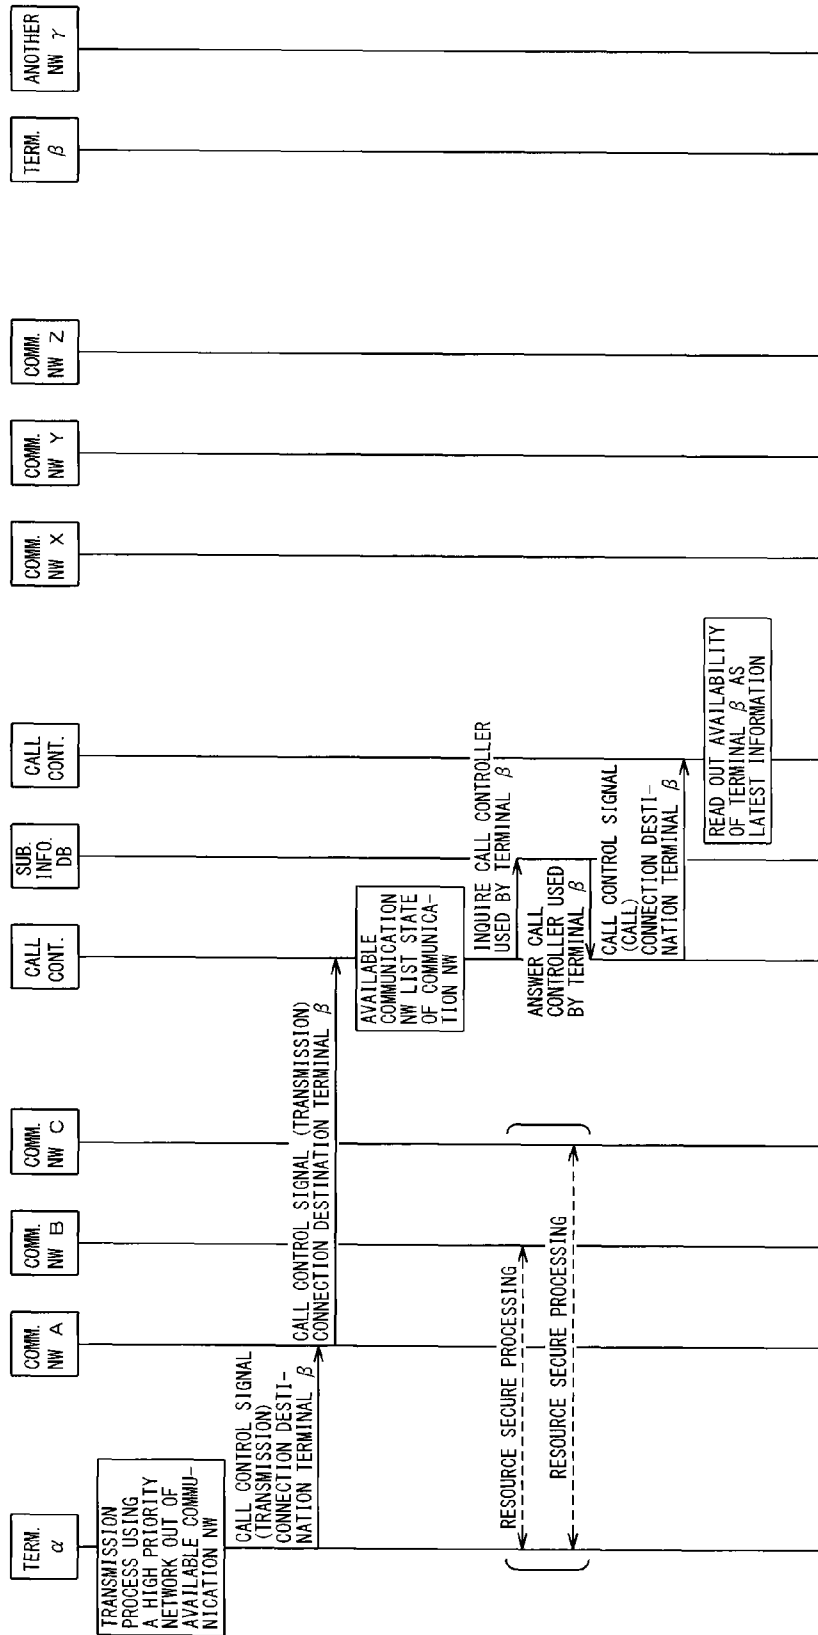 TERM.
α
COMM.
NW A
COMM.
NW B
COMM.
NW C
CALL
CONT.
SUB.
INFO.
DB
CALL
CONT.
COMM.
NW X
COMM.
NW Y
COMM.
NW Z
TERM.
β
ANOTHER
NW γ
TRANSMISSION
PROCESS USING
A HIGH PRIORITY
NETWORK OUT OF
AVAILABLE COMMU-
NICATION NW
CALL CONTROL SIGNAL
(TRANSMISSION)
CONNECTION DESTI-
NATION TERMINAL β
CALL CONTROL SIGNAL (TRANSMISSION)
CONNECTION DESTINATION TERMINAL β
AVAILABLE
COMMUNICATION
NW LIST STATE
OF COMMUNICA-
TION NW
INQUIRE CALL CONTROLLER
USED BY TERMINAL β
RESOURCE SECURE PROCESSING
RESOURCE SECURE PROCESSING
ANSWER CALL
CONTROLLER USED
BY TERMINAL β
CALL CONTROL SIGNAL
(CALL)
CONNECTION DESTI-
NATION TERMINAL β
READ OUT AVAILABILITY
OF TERMINAL β AS
LATEST INFORMATION